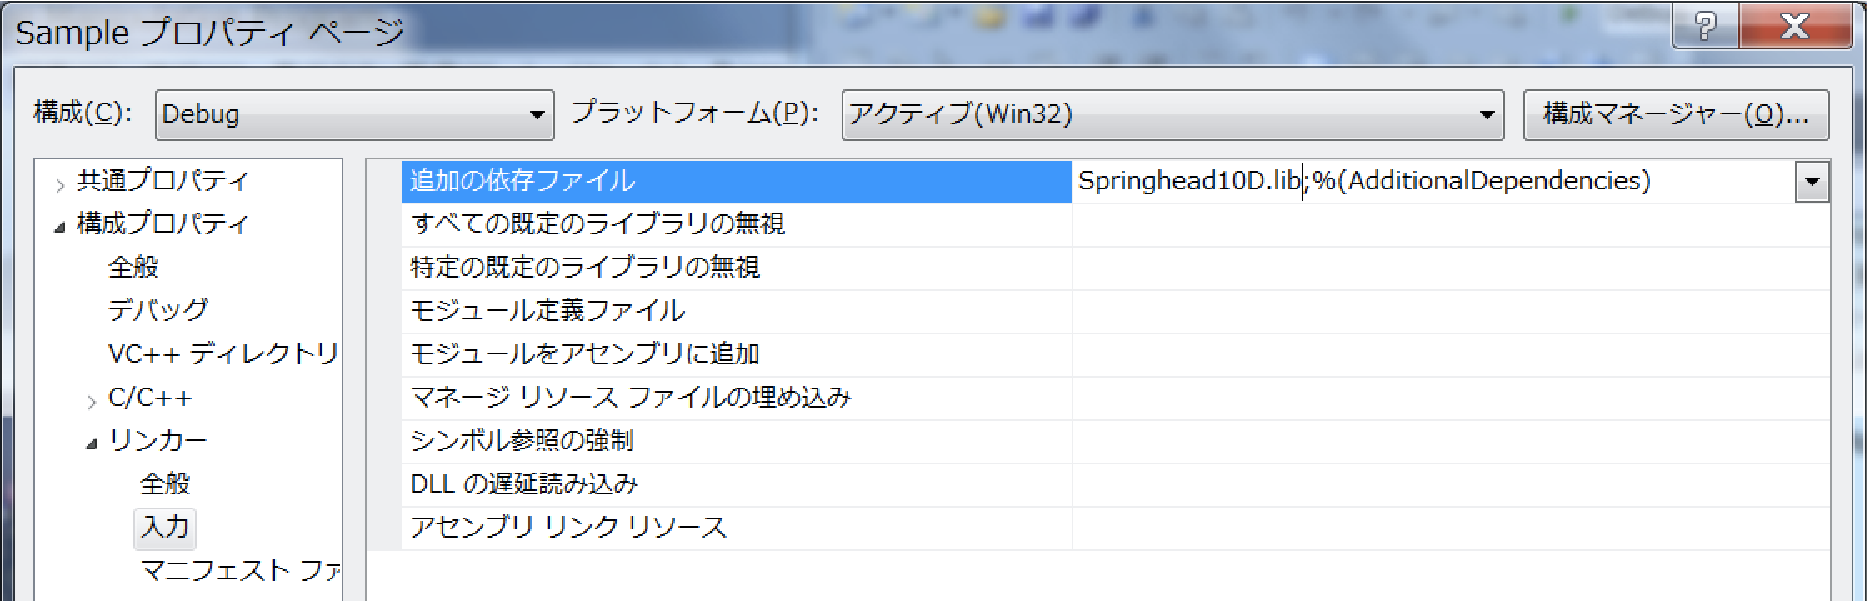 Sample プロパティ ページ
構成(C): Debug プラットフォーム(P): アクティブ(Win32) 構成マネージャー(O)...
共通プロパティ
構成プロパティ
全般
デバッグ
VC++ ディレクトリ
C/C++
リンカー
全般
入力
マニフェスト ファ
追加の依存ファイル Springhead10D.lib;%(AdditionalDependencies)
すべての既定のライブラリの無視
特定の既定のライブラリの無視
モジュール定義ファイル
モジュールをアセンブリに追加
マネージ リソース ファイルの埋め込み
シンボル参照の強制
DLL の遅延読み込み
アセンブリ リンク リソース